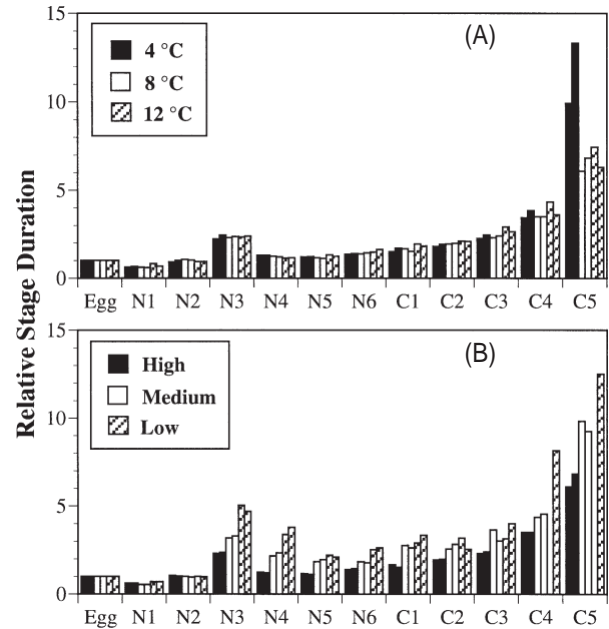 Relative Stage Duration
(A)
15
10
5
0
4 °C
8 °C
12 °C
Egg N1 N2 N3 N4 N5 N6 C1 C2 C3 C4 C5
(B)
15
10
5
0
High
Medium
Low
Egg N1 N2 N3 N4 N5 N6 C1 C2 C3 C4 C5